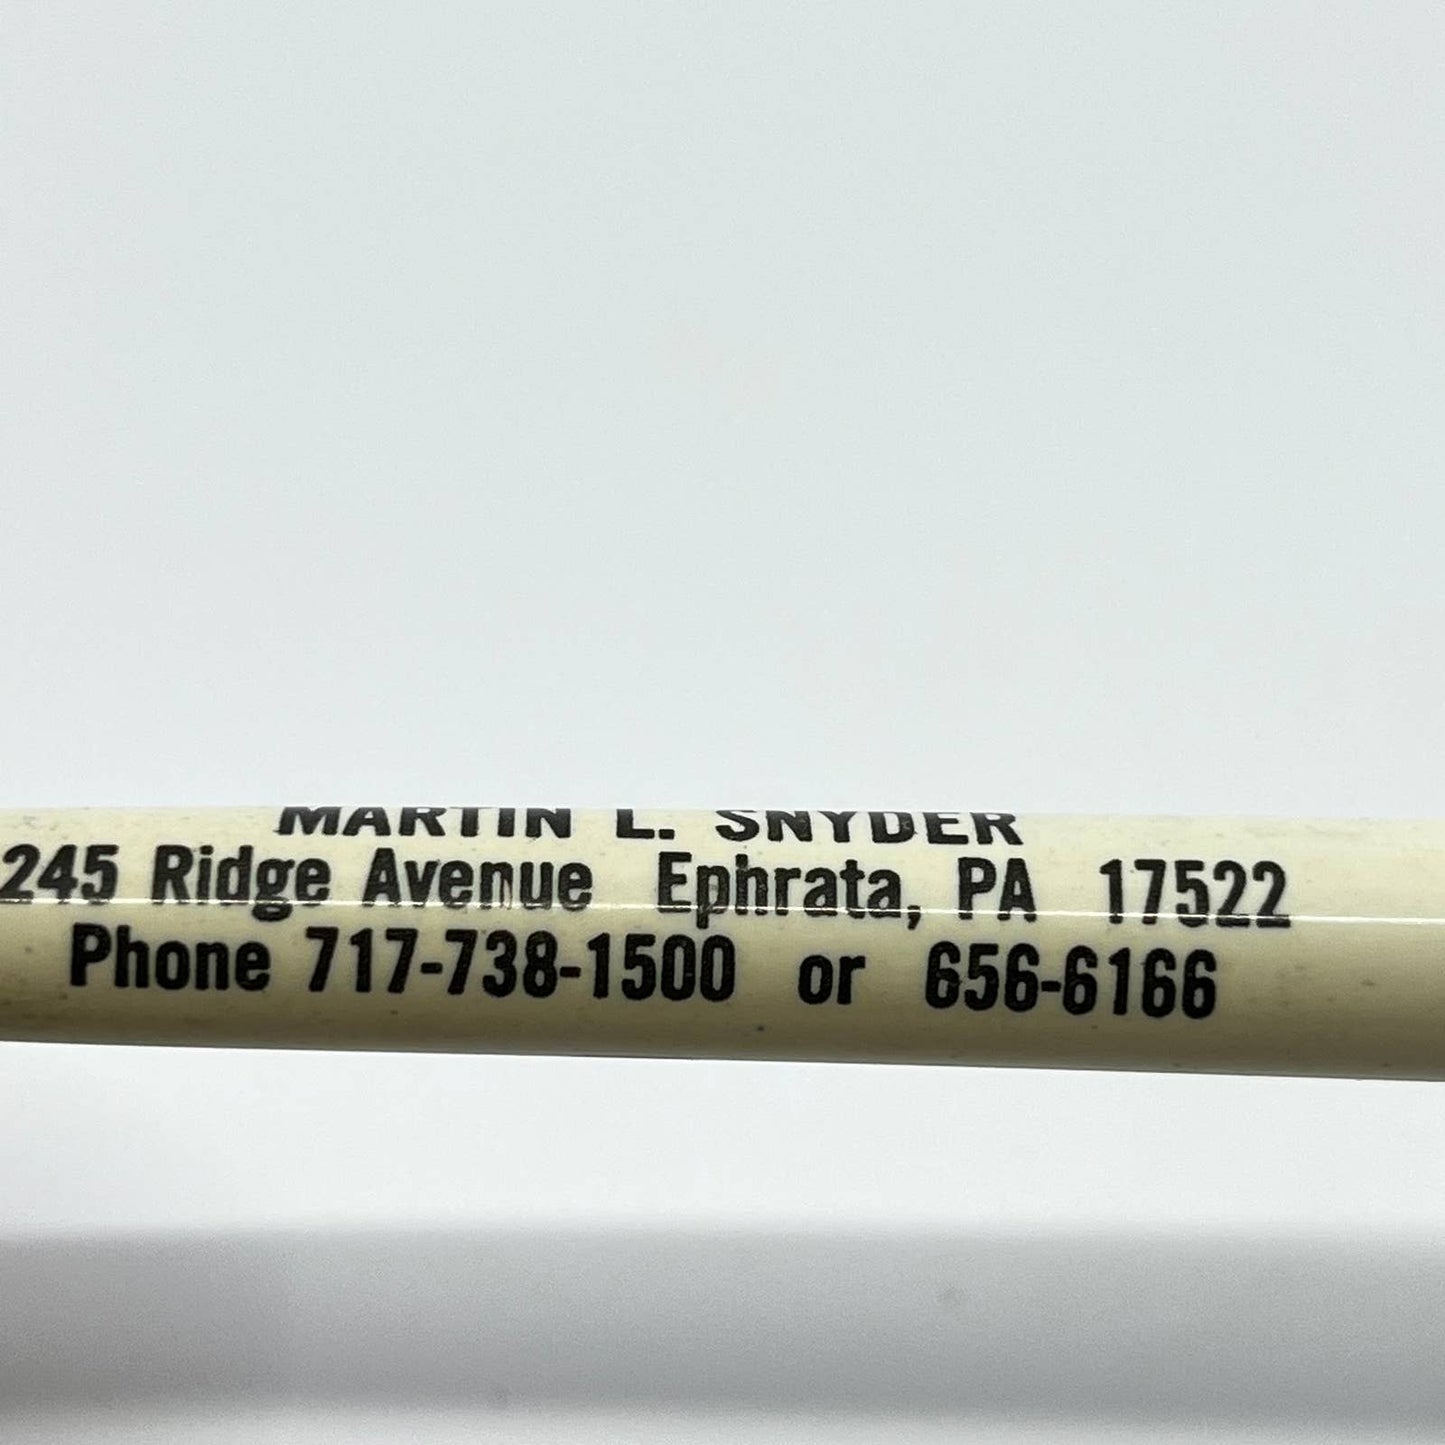 MARTIN L. SNYDER
245 Ridge Avenue Ephrata, PA 17522
Phone 717-738-1500 or 656-6166